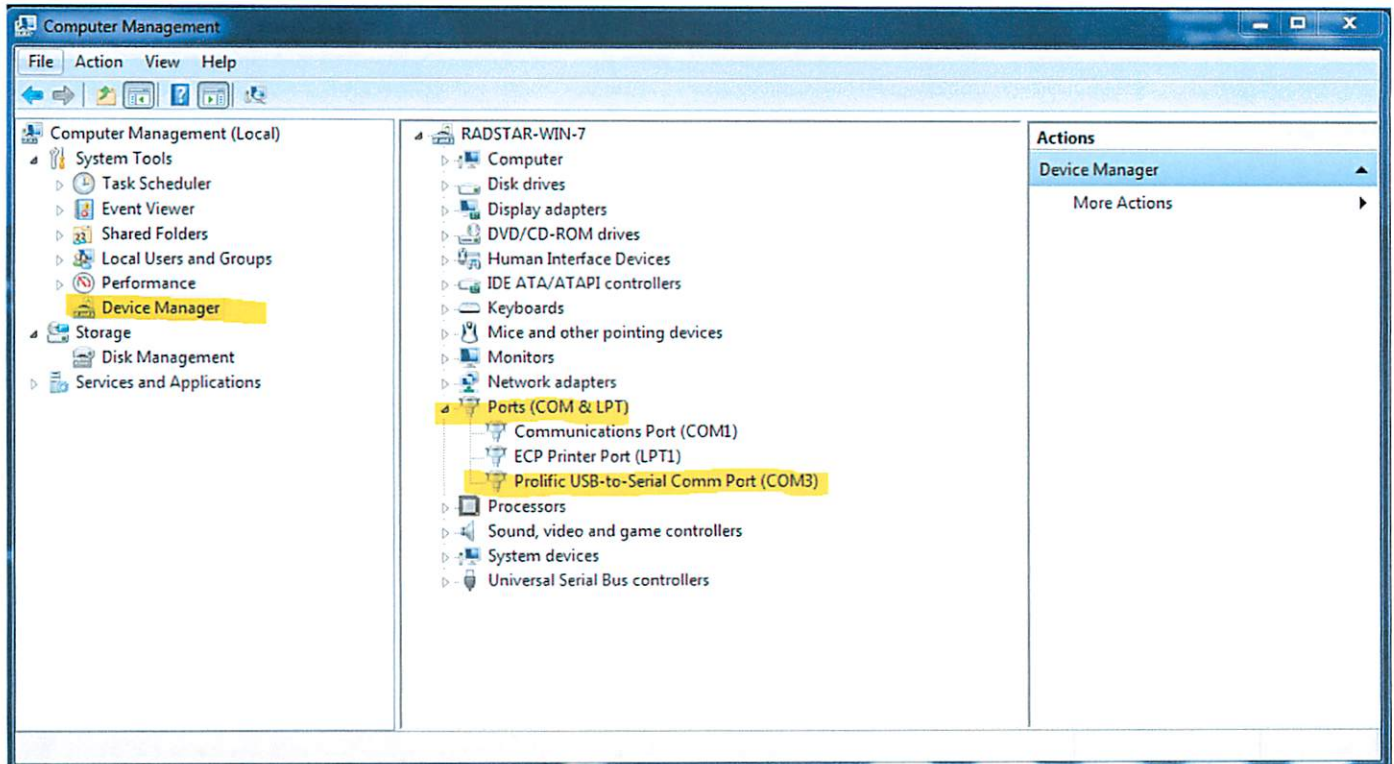 Computer Management
File Action View Help
Computer Management (Local)
System Tools
Task Scheduler
Event Viewer
Shared Folders
Local Users and Groups
Performance
Device Manager
Storage
Disk Management
Services and Applications
RADSTAR-WIN-7
Computer
Disk drives
Display adapters
DVD/CD-ROM drives
Human Interface Devices
IDE ATA/ATAPI controllers
Keyboards
Mice and other pointing devices
Monitors
Network adapters
Ports (COM & LPT)
Communications Port (COM1)
ECP Printer Port (LPT1)
Prolific USB-to-Serial Comm Port (COM3)
Processors
Sound, video and game controllers
System devices
Universal Serial Bus controllers
Actions
Device Manager
More Actions